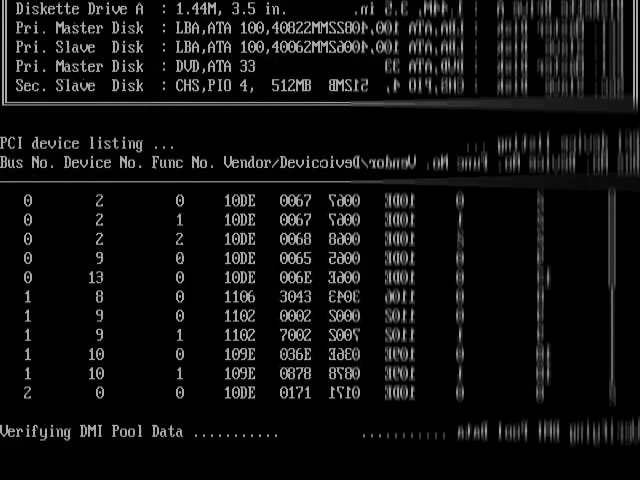 Diskette Drive A : 1.44M, 3.5 in.
Pri. Master Disk : LBA,ATA 100,40822MM
Pri. Slave Disk : LBA,ATA 100,40062MM
Pri. Master Disk : DVD,ATA 33
Sec. Slave Disk : CHS,PIO 4, 512MB
PCI device listing ...
Bus No. Device No. Func No. Vendor/Device
0 2 0 10DE 0067
0 2 1 10DE 0067
0 2 2 10DE 0068
0 9 0 10DE 0065
0 13 0 10DE 006E
1 8 0 1106 3043
1 9 0 1102 0002
1 9 1 1102 7002
1 10 0 109E 036E
1 10 1 109E 0878
2 0 0 10DE 0171
Verifying DMI Pool Data ...........